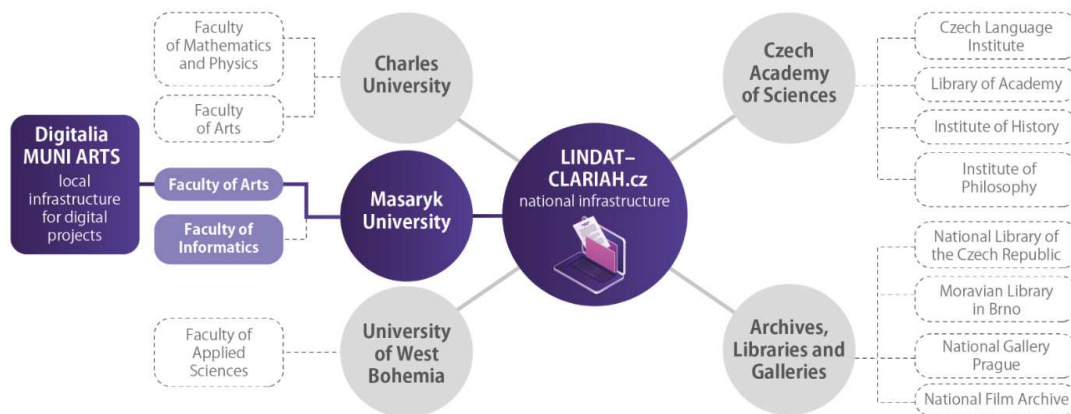 Faculty
of Mathematics
and Physics
Faculty
of Arts
Charles
University
Digitalia
MUNI ARTS
local
infrastructure
for digital
projects
Faculty of Arts
Faculty of
Informatics
Masaryk
University
Faculty of
Applied
Sciences
University
of West
Bohemia
LINDAT–
CLARIAH.cz
national infrastructure
Czech
Academy
of Sciences
Czech Language
Institute
Library of Academy
Institute of History
Institute of
Philosophy
Archives,
Libraries and
Galleries
National Library of
the Czech Republic
Moravian Library
in Brno
National Gallery
Prague
National Film Archive